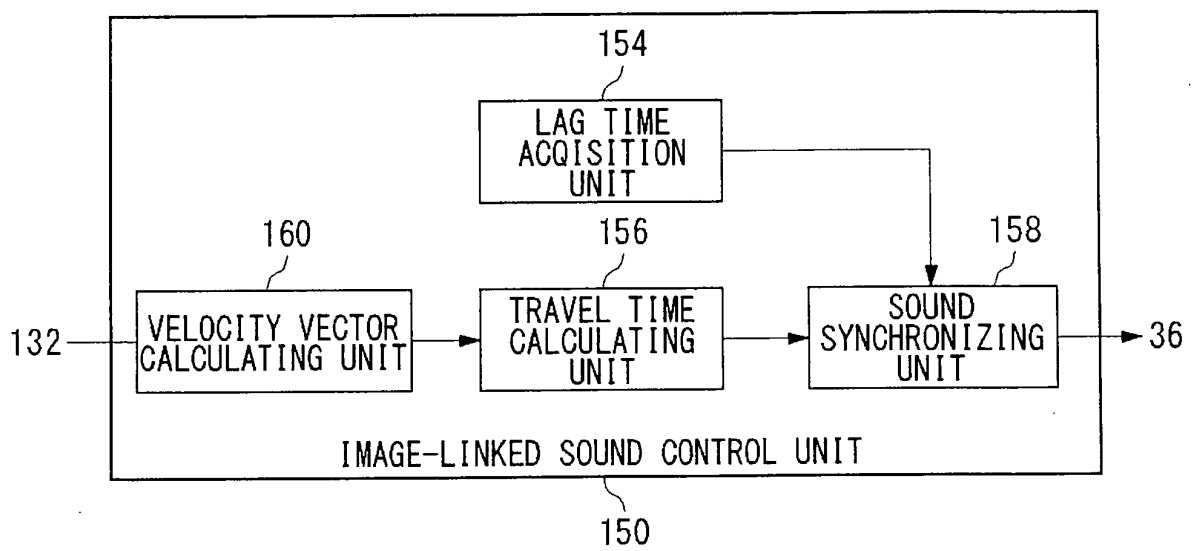 154
LAG TIME
ACQISITION
UNIT
160
156
158
132
VELOCITY VECTOR
CALCULATING UNIT
TRAVEL TIME
CALCULATING
UNIT
SOUND
SYNCHRONIZING
UNIT
36
IMAGE-LINKED SOUND CONTROL UNIT
150